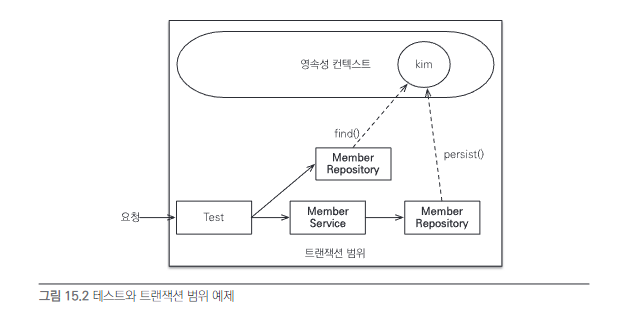 영속성 컨텍스트
kim
find()
Member
Repository
persist()
요청
Test
Member
Service
Member
Repository
트랜잭션 범위
그림 15.2 테스트와 트랜잭션 범위 예제